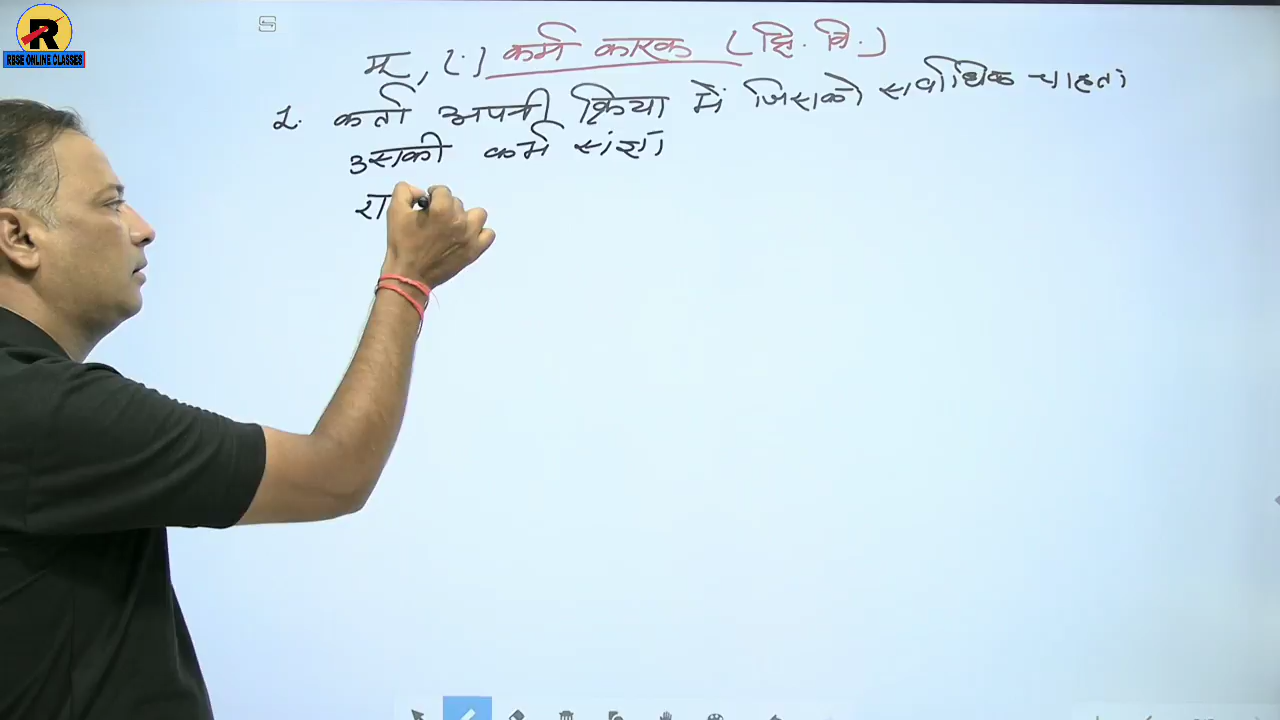 R
RBSE ONLINE CLASSES
म्, (ं) कर्म कारक (द्वि. वि.)
1. कर्ता अपनी क्रिया में जिसको सर्वाधिक चाहता
उसकी कर्म संज्ञा
रा